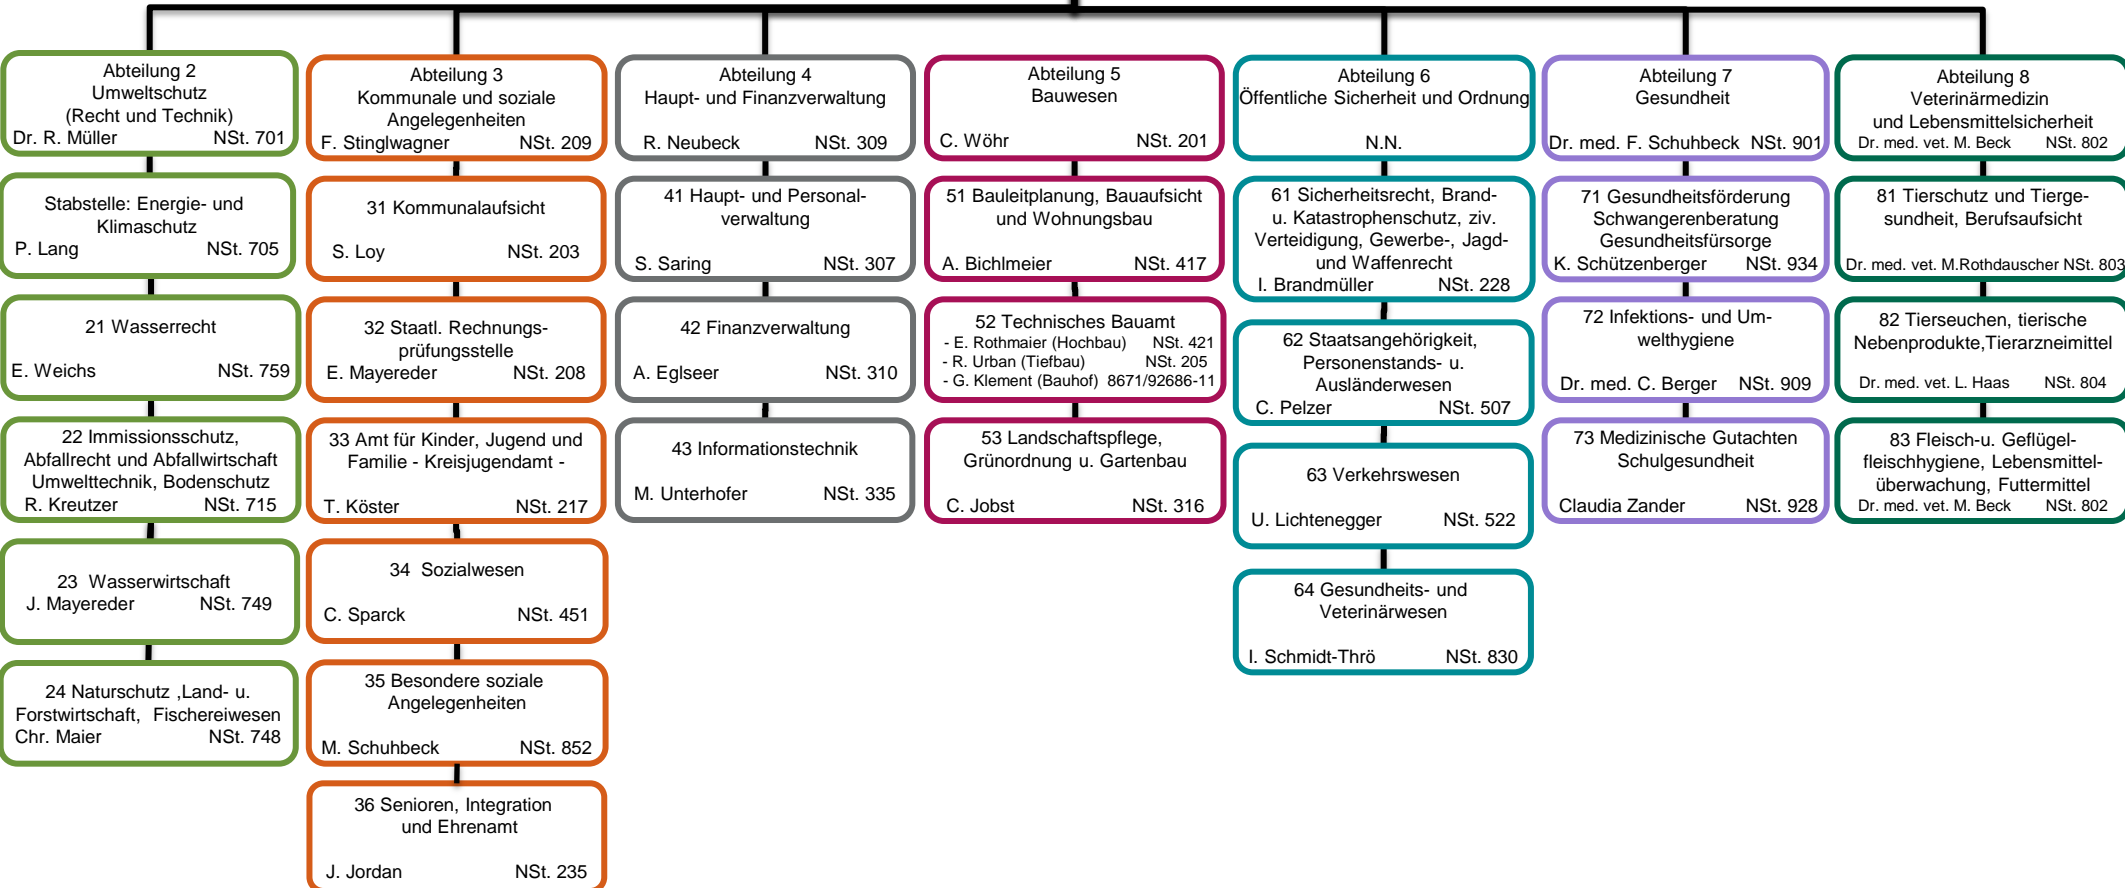 Abteilung 2
Umweltschutz
(Recht und Technik)
Dr. R. Müller NSt. 701
Stabstelle: Energie- und
Klimaschutz
P. Lang NSt. 705
21 Wasserrecht
E. Weichs NSt. 759
22 Immissionsschutz,
Abfallrecht und Abfallwirtschaft
Umwelttechnik, Bodenschutz
R. Kreutzer NSt. 715
23 Wasserwirtschaft
J. Mayereder NSt. 749
24 Naturschutz ,Land- u.
Forstwirtschaft, Fischereiwesen
Chr. Maier NSt. 748
Abteilung 3
Kommunale und soziale
Angelegenheiten
F. Stinglwagner NSt. 209
31 Kommunalaufsicht
S. Loy NSt. 203
32 Staatl. Rechnungs-
prüfungsstelle
E. Mayereder NSt. 208
33 Amt für Kinder, Jugend und
Familie - Kreisjugendamt -
T. Köster NSt. 217
34 Sozialwesen
C. Sparck NSt. 451
35 Besondere soziale
Angelegenheiten
M. Schuhbeck NSt. 852
36 Senioren, Integration
und Ehrenamt
J. Jordan NSt. 235
Abteilung 4
Haupt- und Finanzverwaltung
R. Neubeck NSt. 309
41 Haupt- und Personal-
verwaltung
S. Saring NSt. 307
42 Finanzverwaltung
A. Eglseer NSt. 310
43 Informationstechnik
M. Unterhofer NSt. 335
Abteilung 5
Bauwesen
C. Wöhr NSt. 201
51 Bauleitplanung, Bauaufsicht
und Wohnungsbau
A. Bichlmeier NSt. 417
52 Technisches Bauamt
- E. Rothmaier (Hochbau) NSt. 421
- R. Urban (Tiefbau) NSt. 205
- G. Klement (Bauhof) 8671/92686-11
53 Landschaftspflege,
Grünordnung u. Gartenbau
C. Jobst NSt. 316
Abteilung 6
Öffentliche Sicherheit und Ordnung
N.N.
61 Sicherheitsrecht, Brand-
u. Katastrophenschutz, ziv.
Verteidigung, Gewerbe-, Jagd-
und Waffenrecht
I. Brandmüller NSt. 228
62 Staatsangehörigkeit,
Personenstands- u.
Ausländerwesen
C. Pelzer NSt. 507
63 Verkehrswesen
U. Lichtenegger NSt. 522
64 Gesundheits- und
Veterinärwesen
I. Schmidt-Thrö NSt. 830
Abteilung 7
Gesundheit
Dr. med. F. Schuhbeck NSt. 901
71 Gesundheitsförderung
Schwangerenberatung
Gesundheitsfürsorge
K. Schützenberger NSt. 934
72 Infektions- und Um-
welthygiene
Dr. med. C. Berger NSt. 909
73 Medizinische Gutachten
Schulgesundheit
Claudia Zander NSt. 928
Abteilung 8
Veterinärmedizin
und Lebensmittelsicherheit
Dr. med. vet. M. Beck NSt. 802
81 Tierschutz und Tierge-
sundheit, Berufsaufsicht
Dr. med. vet. M.Rothdauscher NSt. 803
82 Tierseuchen, tierische
Nebenprodukte,Tierarzneimittel
Dr. med. vet. L. Haas NSt. 804
83 Fleisch-u. Geflügel-
fleischhygiene, Lebensmittel-
überwachung, Futtermittel
Dr. med. vet. M. Beck NSt. 802